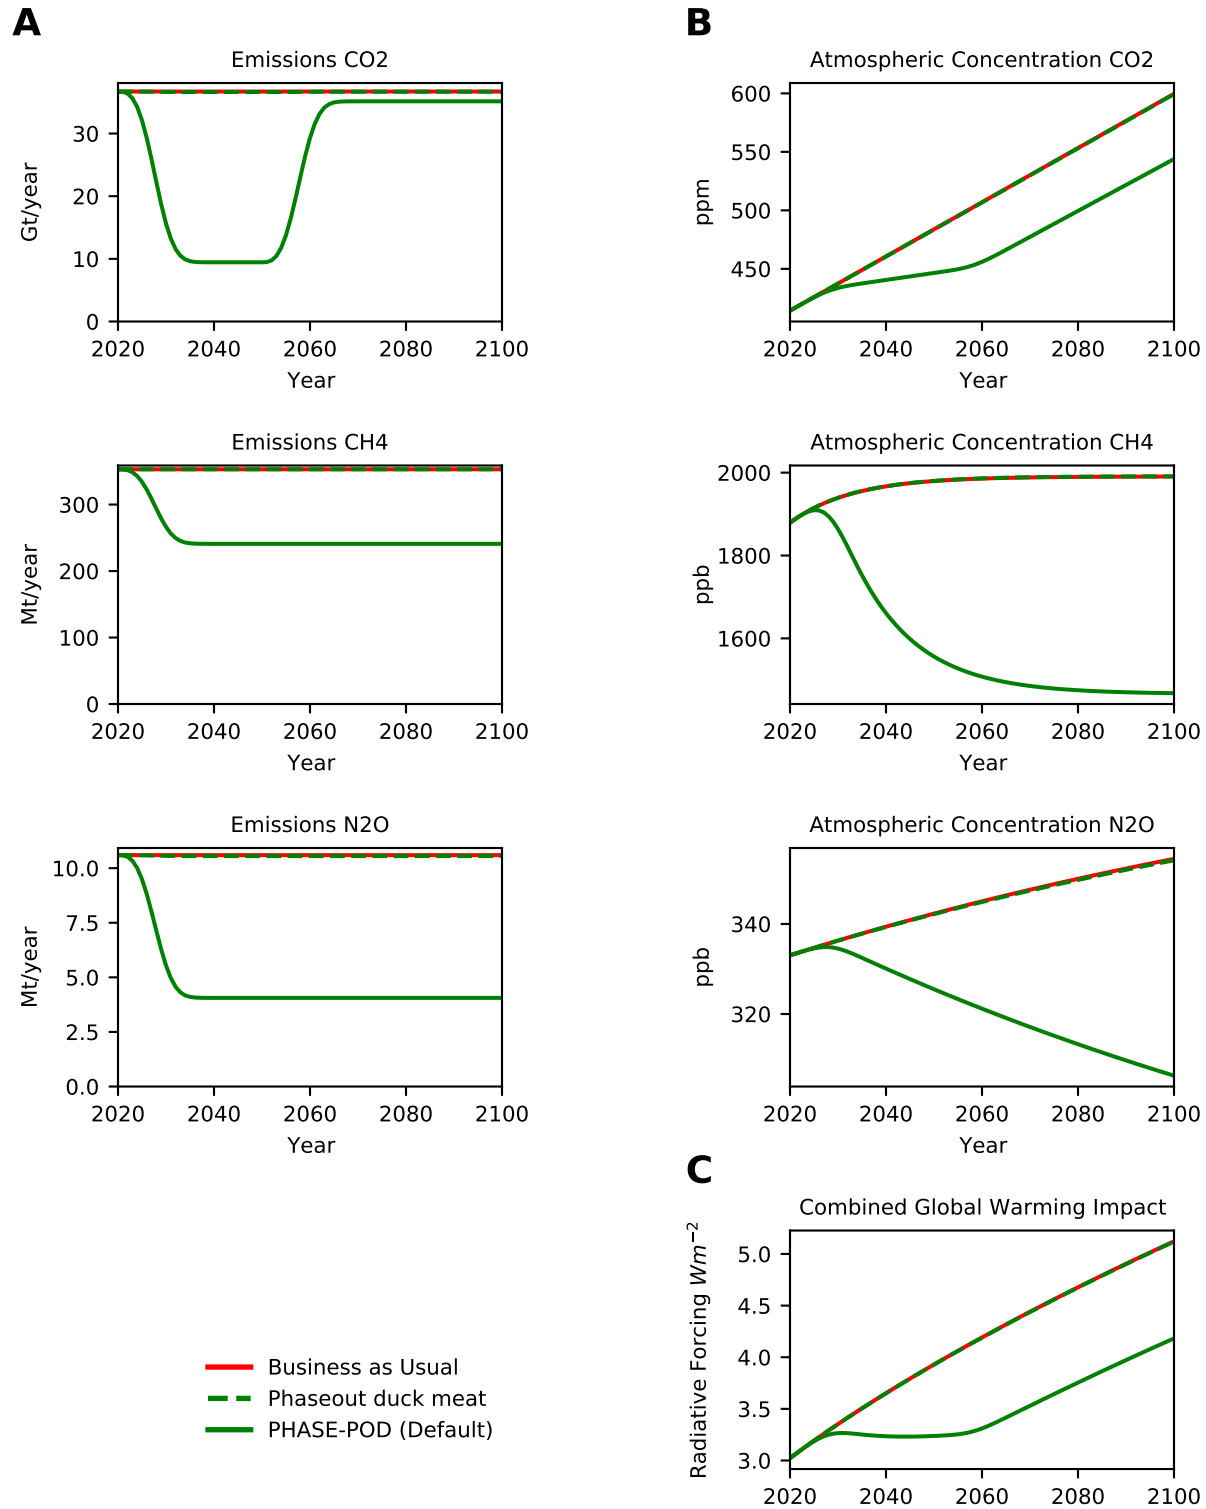 A
Emissions CO2
Gt/year
30
20
10
0
2020 2040 2060 2080 2100
Year
Emissions CH4
Mt/year
300
200
100
0
2020 2040 2060 2080 2100
Year
Emissions N2O
Mt/year
10.0
7.5
5.0
2.5
0.0
2020 2040 2060 2080 2100
Year
Business as Usual
Phaseout duck meat
PHASE-POD (Default)
B
Atmospheric Concentration CO2
ppm
600
550
500
450
2020 2040 2060 2080 2100
Year
Atmospheric Concentration CH4
ppb
2000
1800
1600
2020 2040 2060 2080 2100
Year
Atmospheric Concentration N2O
ppb
340
320
2020 2040 2060 2080 2100
Year
C
Combined Global Warming Impact
Radiative Forcing Wm⁻²
5.0
4.5
4.0
3.5
3.0
2020 2040 2060 2080 2100